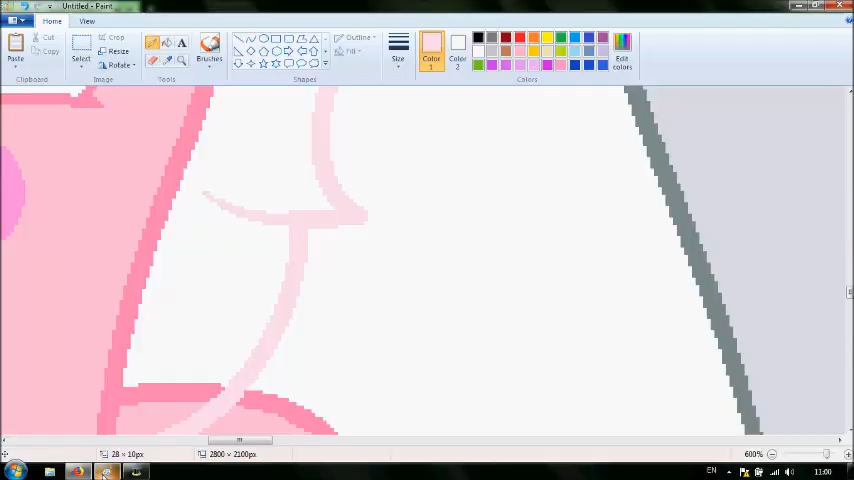 Untitled - Paint
Home View
Paste
Cut
Copy
Clipboard
Select
Crop
Resize
Rotate
Image
Tools
Brushes
Outline
Fill
Shapes
Size
Color 1
Color 2
Edit colors
Colors
28 × 10px
2800 × 2100px
600%
EN
11:00